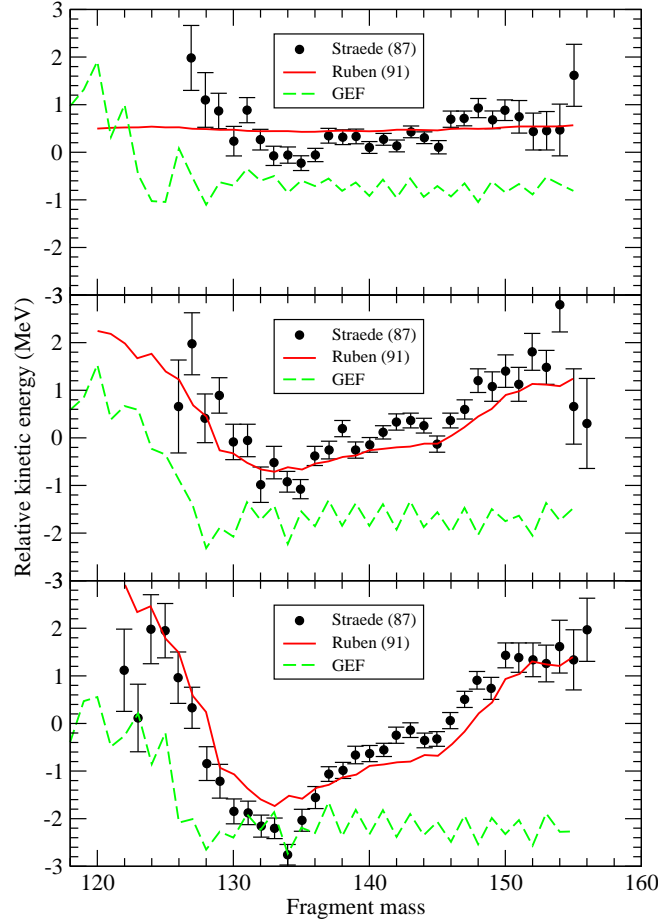 3
2
1
0
-1
-2
-3
Straede (87)
Ruben (91)
GEF
2
1
0
-1
-2
-3
Straede (87)
Ruben (91)
GEF
2
1
0
-1
-2
-3
Straede (87)
Ruben (91)
GEF
120 130 140 150 160
Fragment mass
Relative kinetic energy (MeV)